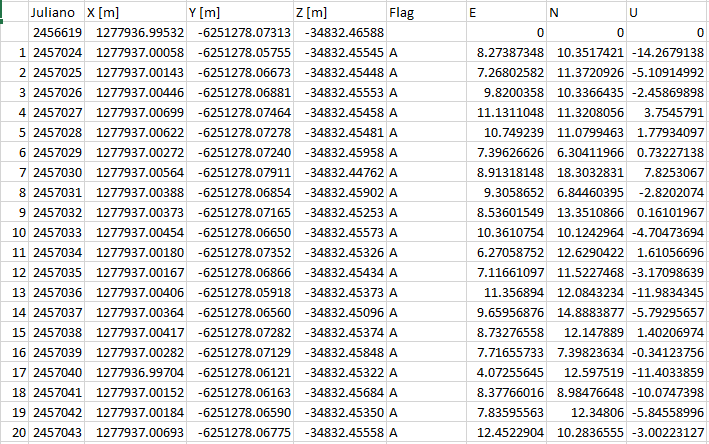 Juliano X [m] Y [m] Z [m] Flag E N U
2456619 1277936.99532 -6251278.07313 -34832.46588 0 0 0
1 2457024 1277937.00058 -6251278.05755 -34832.45545 A 8.27387348 10.3517421 -14.2679138
2 2457025 1277937.00143 -6251278.06673 -34832.45448 A 7.26802582 11.3720926 -5.10914992
3 2457026 1277937.00446 -6251278.06881 -34832.45553 A 9.8200358 10.3366435 -2.45869898
4 2457027 1277937.00699 -6251278.07464 -34832.45458 A 11.1311048 11.3208056 3.7545791
5 2457028 1277937.00622 -6251278.07278 -34832.45481 A 10.749239 11.0799463 1.77934097
6 2457029 1277937.00272 -6251278.07240 -34832.45958 A 7.39626626 6.30411966 0.73227138
7 2457030 1277937.00564 -6251278.07911 -34832.44762 A 8.91318148 18.3032831 7.8253067
8 2457031 1277937.00388 -6251278.06854 -34832.45902 A 9.3058652 6.84460395 -2.8202074
9 2457032 1277937.00373 -6251278.07165 -34832.45253 A 8.53601549 13.3510866 0.16101967
10 2457033 1277937.00454 -6251278.06650 -34832.45573 A 10.3610754 10.1242964 -4.70473694
11 2457034 1277937.00180 -6251278.07352 -34832.45326 A 6.27058752 12.6290422 1.61056696
12 2457035 1277937.00167 -6251278.06866 -34832.45434 A 7.11661097 11.5227468 -3.17098639
13 2457036 1277937.00406 -6251278.05918 -34832.45373 A 11.356894 12.0843234 -11.9834345
14 2457037 1277937.00364 -6251278.06560 -34832.45096 A 9.65956876 14.8883877 -5.79295657
15 2457038 1277937.00417 -6251278.07282 -34832.45374 A 8.73276558 12.147889 1.40206974
16 2457039 1277937.00282 -6251278.07129 -34832.45848 A 7.71655733 7.39823634 -0.34123756
17 2457040 1277936.99704 -6251278.06121 -34832.45322 A 4.07255645 12.597519 -11.4033859
18 2457041 1277937.00152 -6251278.06163 -34832.45684 A 8.37766016 8.98476648 -10.0747398
19 2457042 1277937.00184 -6251278.06590 -34832.45350 A 7.83595563 12.34806 -5.84558996
20 2457043 1277937.00693 -6251278.06775 -34832.45558 A 12.4522904 10.2836555 -3.00223127